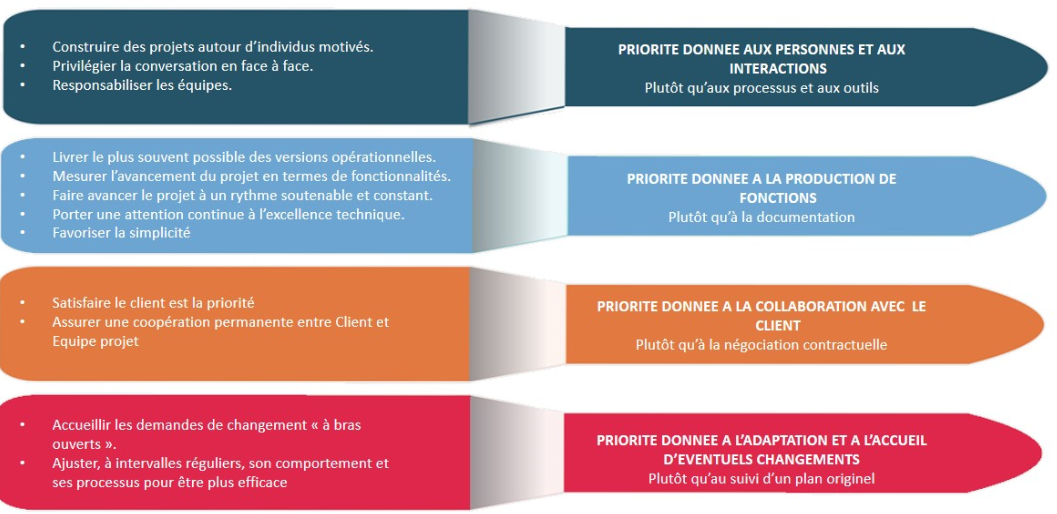 • Construire des projets autour d'individus motivés.
• Privilégier la conversation en face à face.
• Responsabiliser les équipes.
PRIORITE DONNEE AUX PERSONNES ET AUX
INTERACTIONS
Plutôt qu'aux processus et aux outils
• Livrer le plus souvent possible des versions opérationnelles.
• Mesurer l'avancement du projet en termes de fonctionnalités.
• Faire avancer le projet à un rythme soutenable et constant.
• Porter une attention continue à l'excellence technique.
• Favoriser la simplicité
PRIORITE DONNEE A LA PRODUCTION DE
FONCTIONS
Plutôt qu'à la documentation
• Satisfaire le client est la priorité
• Assurer une coopération permanente entre Client et
Equipe projet
PRIORITE DONNEE A LA COLLABORATION AVEC LE
CLIENT
Plutôt qu'à la négociation contractuelle
• Accueillir les demandes de changement « à bras
ouverts ».
• Ajuster, à intervalles réguliers, son comportement et
ses processus pour être plus efficace
PRIORITE DONNEE A L'ADAPTATION ET A L'ACCUEIL
D'EVENTUELS CHANGEMENTS
Plutôt qu'au suivi d'un plan originel